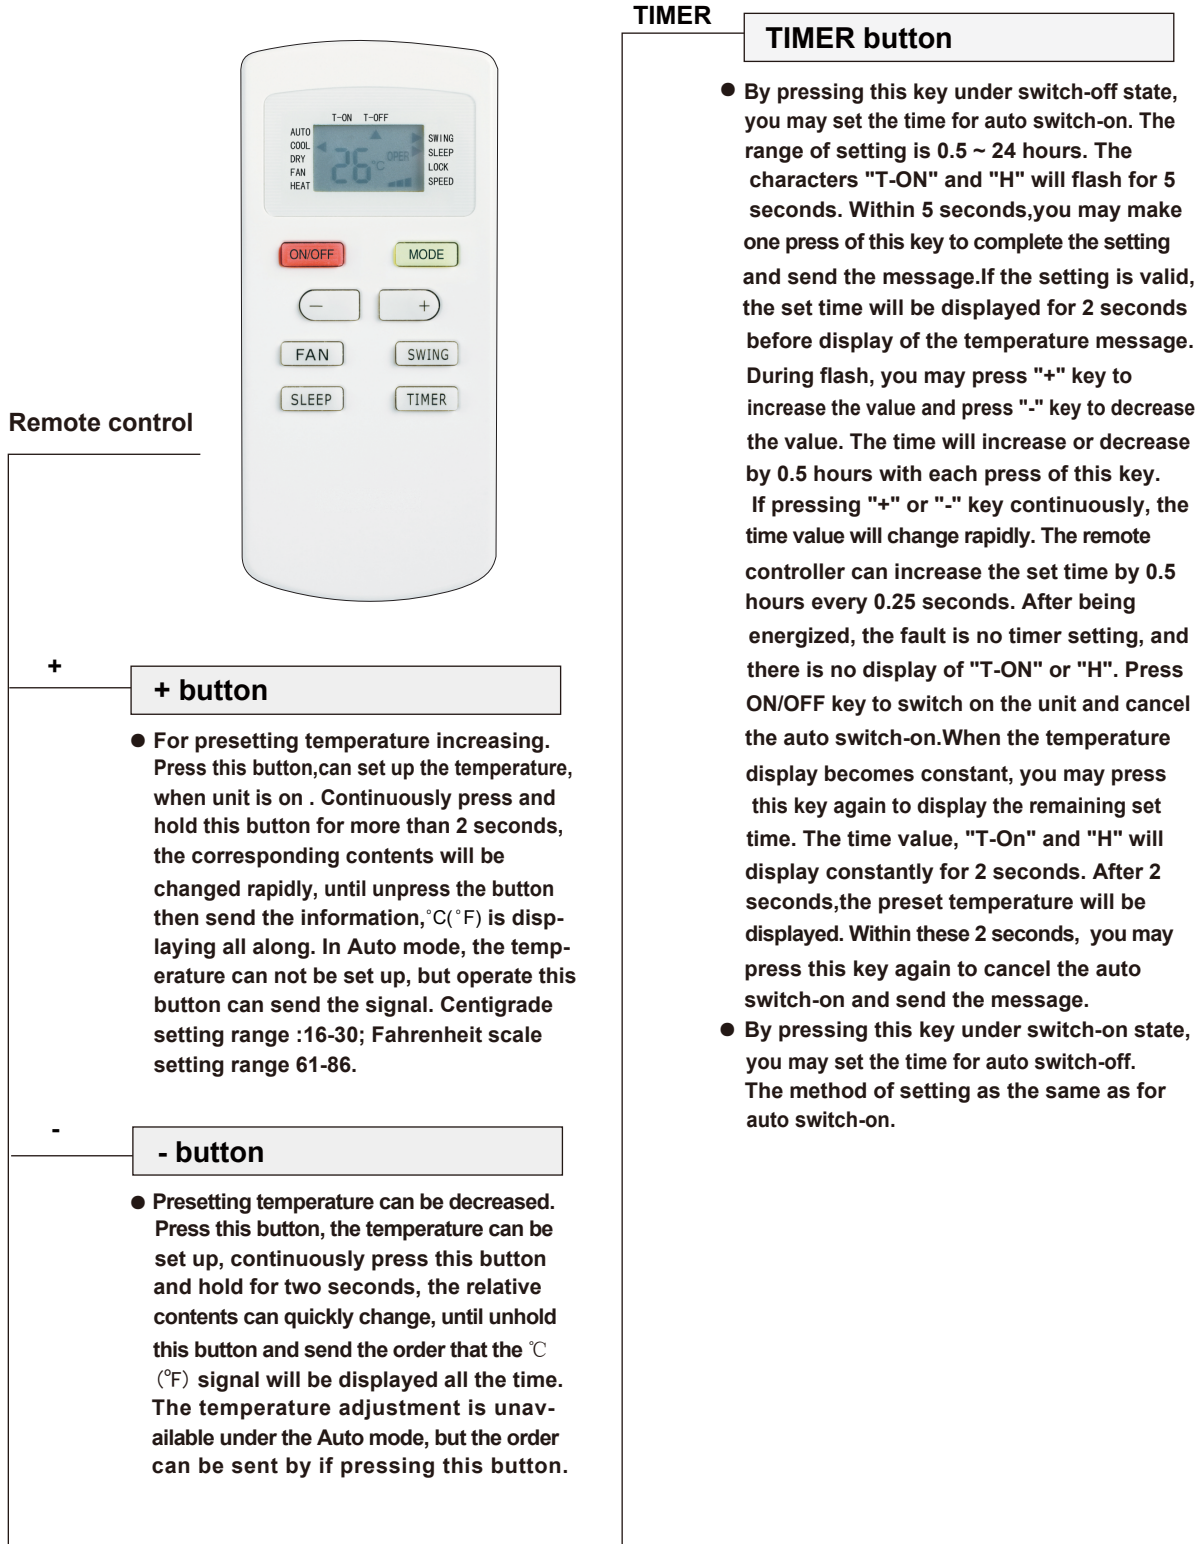 T-ON T-OFF
AUTO
COOL
DRY
FAN
HEAT
26°C OPER
SWING
SLEEP
LOCK
SPEED
ON/OFF MODE
− +
FAN SWING
SLEEP TIMER
Remote control
+
+ button
● For presetting temperature increasing.
Press this button,can set up the temperature,
when unit is on . Continuously press and
hold this button for more than 2 seconds,
the corresponding contents will be
changed rapidly, until unpress the button
then send the information,°C(°F) is disp-
laying all along. In Auto mode, the temp-
erature can not be set up, but operate this
button can send the signal. Centigrade
setting range :16-30; Fahrenheit scale
setting range 61-86.
-
- button
● Presetting temperature can be decreased.
Press this button, the temperature can be
set up, continuously press this button
and hold for two seconds, the relative
contents can quickly change, until unhold
this button and send the order that the ℃
(°F) signal will be displayed all the time.
The temperature adjustment is unav-
ailable under the Auto mode, but the order
can be sent by if pressing this button.
TIMER
TIMER button
● By pressing this key under switch-off state,
you may set the time for auto switch-on. The
range of setting is 0.5 ~ 24 hours. The
characters "T-ON" and "H" will flash for 5
seconds. Within 5 seconds,you may make
one press of this key to complete the setting
and send the message.If the setting is valid,
the set time will be displayed for 2 seconds
before display of the temperature message.
During flash, you may press "+" key to
increase the value and press "-" key to decrease
the value. The time will increase or decrease
by 0.5 hours with each press of this key.
If pressing "+" or "-" key continuously, the
time value will change rapidly. The remote
controller can increase the set time by 0.5
hours every 0.25 seconds. After being
energized, the fault is no timer setting, and
there is no display of "T-ON" or "H". Press
ON/OFF key to switch on the unit and cancel
the auto switch-on.When the temperature
display becomes constant, you may press
this key again to display the remaining set
time. The time value, "T-On" and "H" will
display constantly for 2 seconds. After 2
seconds,the preset temperature will be
displayed. Within these 2 seconds, you may
press this key again to cancel the auto
switch-on and send the message.
● By pressing this key under switch-on state,
you may set the time for auto switch-off.
The method of setting as the same as for
auto switch-on.